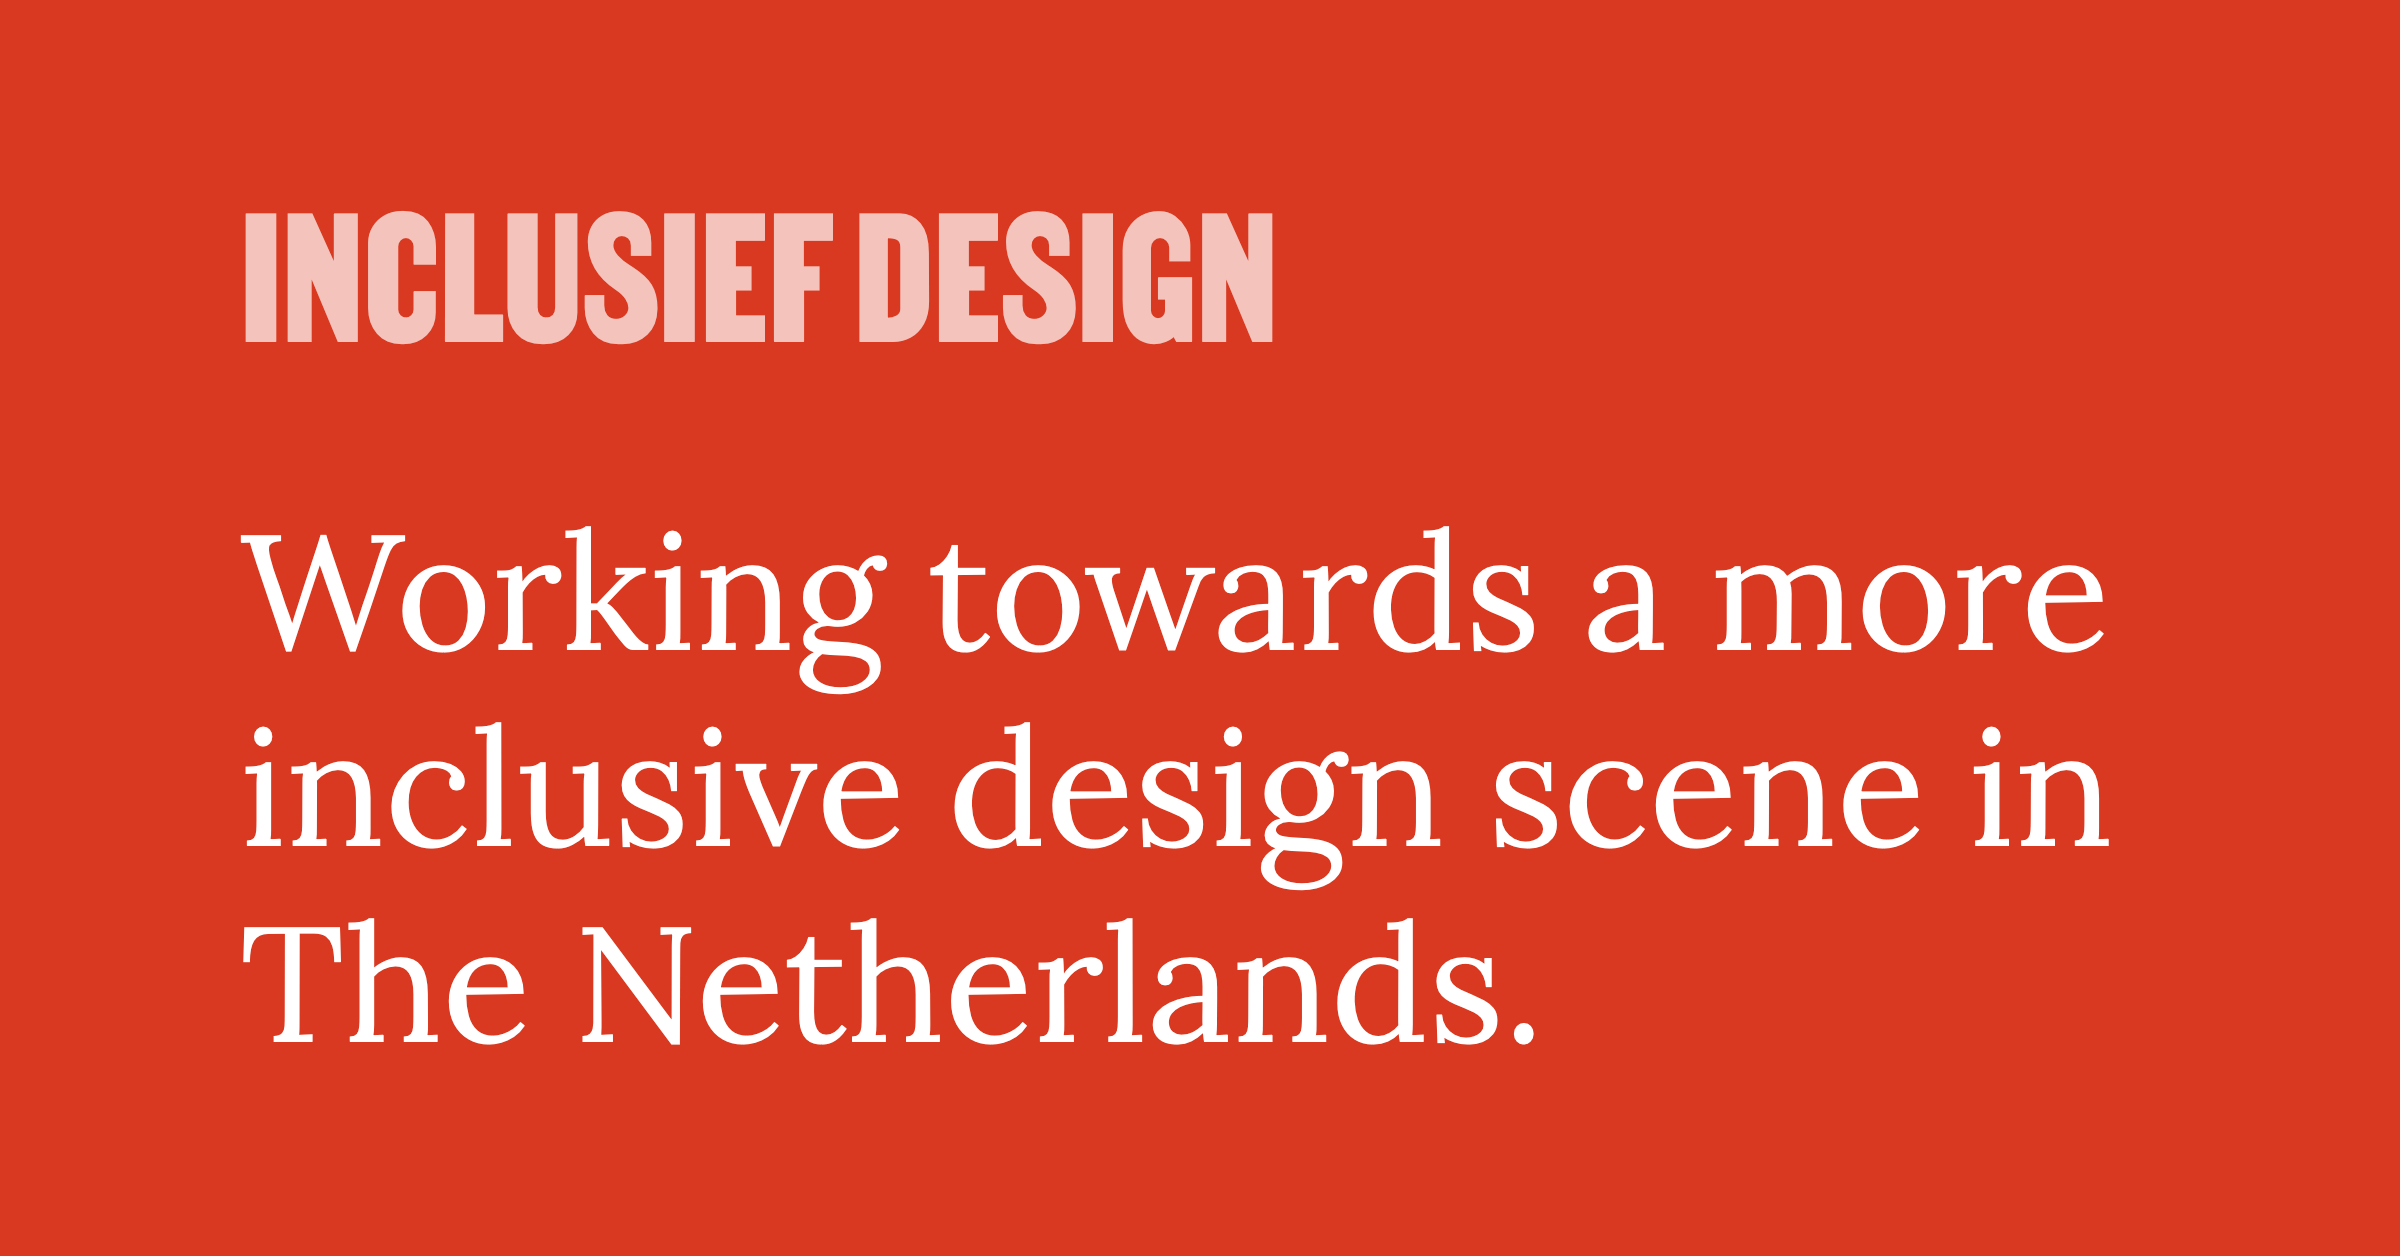 INCLUSIEF DESIGN
Working towards a more
inclusive design scene in
The Netherlands.